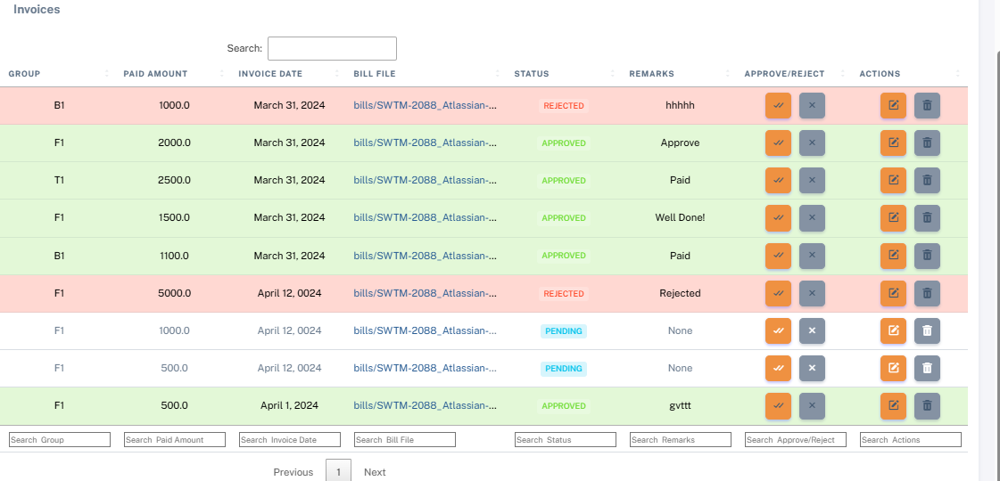 Invoices
Search:
GROUP PAID AMOUNT INVOICE DATE BILL FILE STATUS REMARKS APPROVE/REJECT ACTIONS
B1 1000.0 March 31, 2024 bills/SWTM-2088_Atlassian-... REJECTED hhhhh
F1 2000.0 March 31, 2024 bills/SWTM-2088_Atlassian-... APPROVED Approve
T1 2500.0 March 31, 2024 bills/SWTM-2088_Atlassian-... APPROVED Paid
F1 1500.0 March 31, 2024 bills/SWTM-2088_Atlassian-... APPROVED Well Done!
B1 1100.0 March 31, 2024 bills/SWTM-2088_Atlassian-... APPROVED Paid
F1 5000.0 April 12, 0024 bills/SWTM-2088_Atlassian-... REJECTED Rejected
F1 1000.0 April 12, 0024 bills/SWTM-2088_Atlassian-... PENDING None
F1 500.0 April 12, 0024 bills/SWTM-2088_Atlassian-... PENDING None
F1 500.0 April 1, 2024 bills/SWTM-2088_Atlassian-... APPROVED gvttt
Search Group Search Paid Amount Search Invoice Date Search Bill File Search Status Search Remarks Search Approve/Reject Search Actions
Previous 1 Next